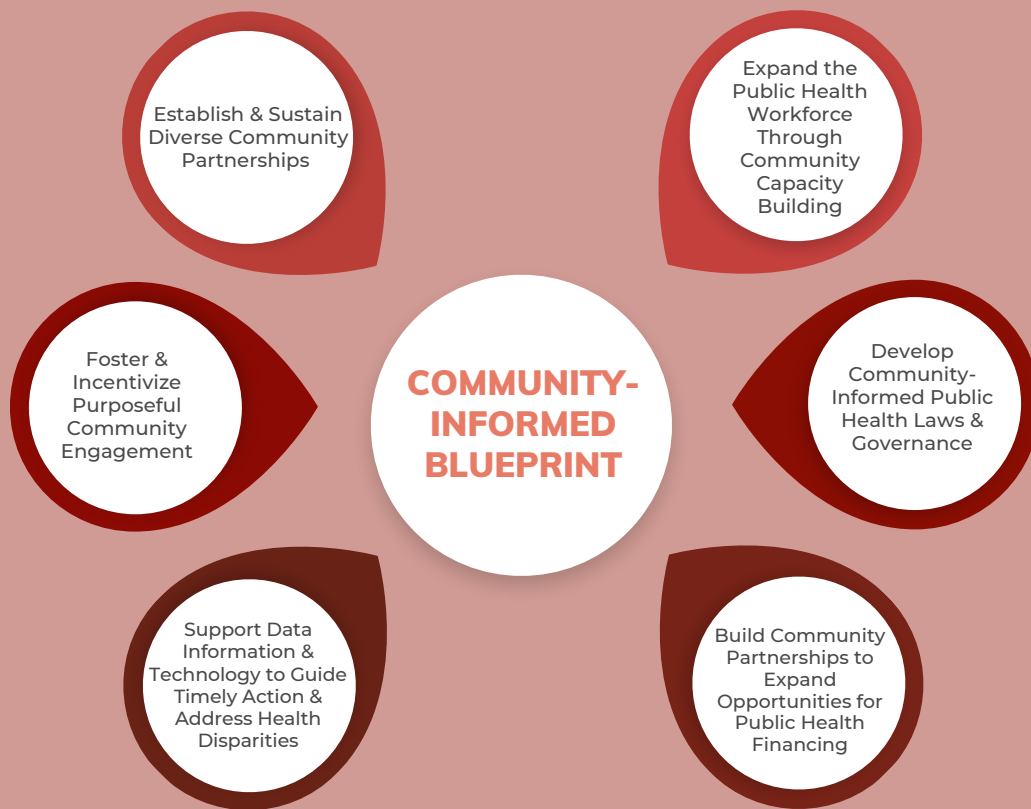 Establish & Sustain
Diverse Community
Partnerships
Expand the
Public Health
Workforce
Through
Community
Capacity
Building
Foster &
Incentivize
Purposeful
Community
Engagement
COMMUNITY-
INFORMED
BLUEPRINT
Develop
Community-
Informed Public
Health Laws &
Governance
Support Data
Information &
Technology to Guide
Timely Action &
Address Health
Disparities
Build Community
Partnerships to
Expand
Opportunities for
Public Health
Financing